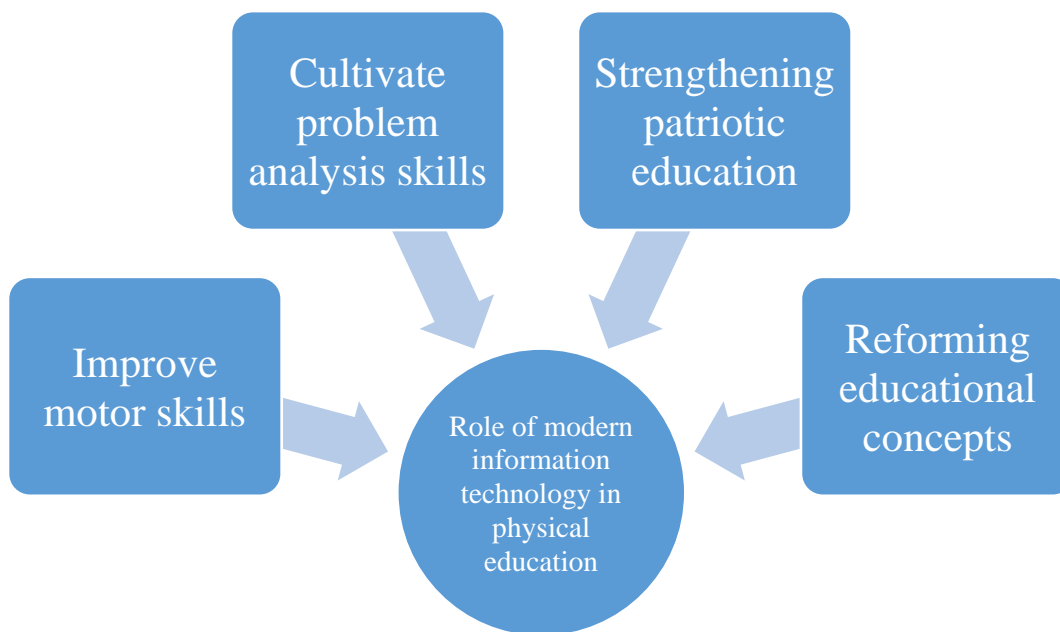 Cultivate
problem
analysis skills
Strengthening
patriotic
education
Improve
motor skills
Reforming
educational
concepts
Role of modern
information
technology in
physical
education